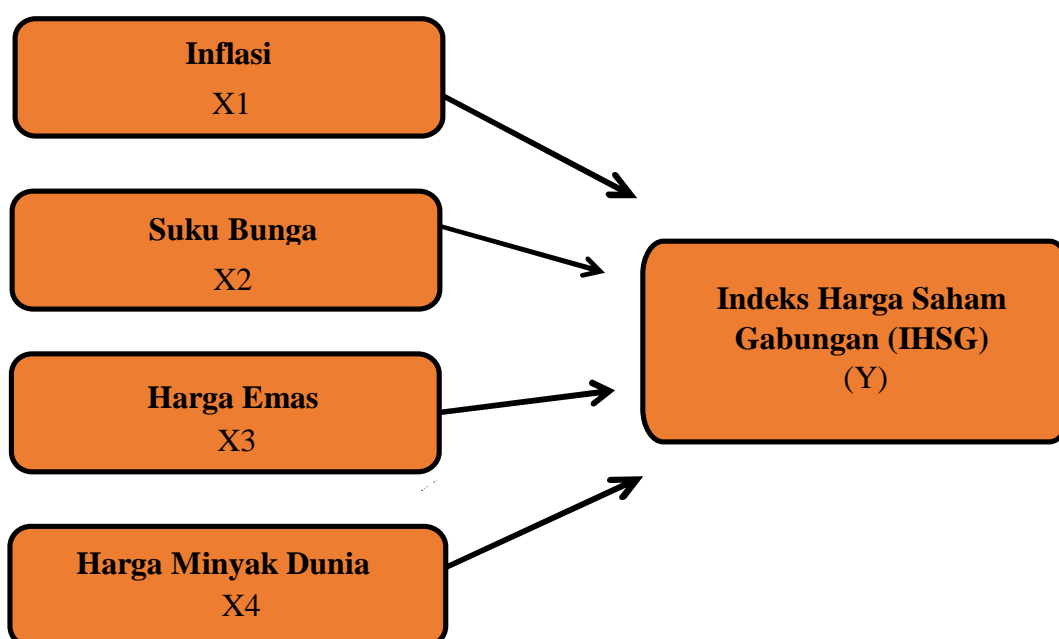 Inflasi
X1
Suku Bunga
X2
Harga Emas
X3
Harga Minyak Dunia
X4
Indeks Harga Saham
Gabungan (IHSG)
(Y)